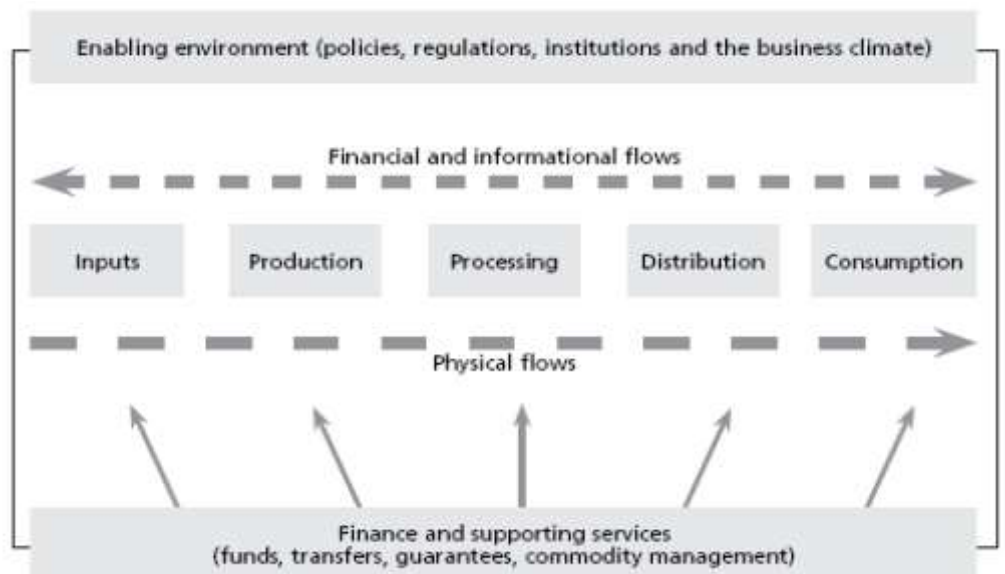 Enabling environment (policies, regulations, institutions and the business climate)
Financial and informational flows
Inputs
Production
Processing
Distribution
Consumption
Physical flows
Finance and supporting services
(funds, transfers, guarantees, commodity management)